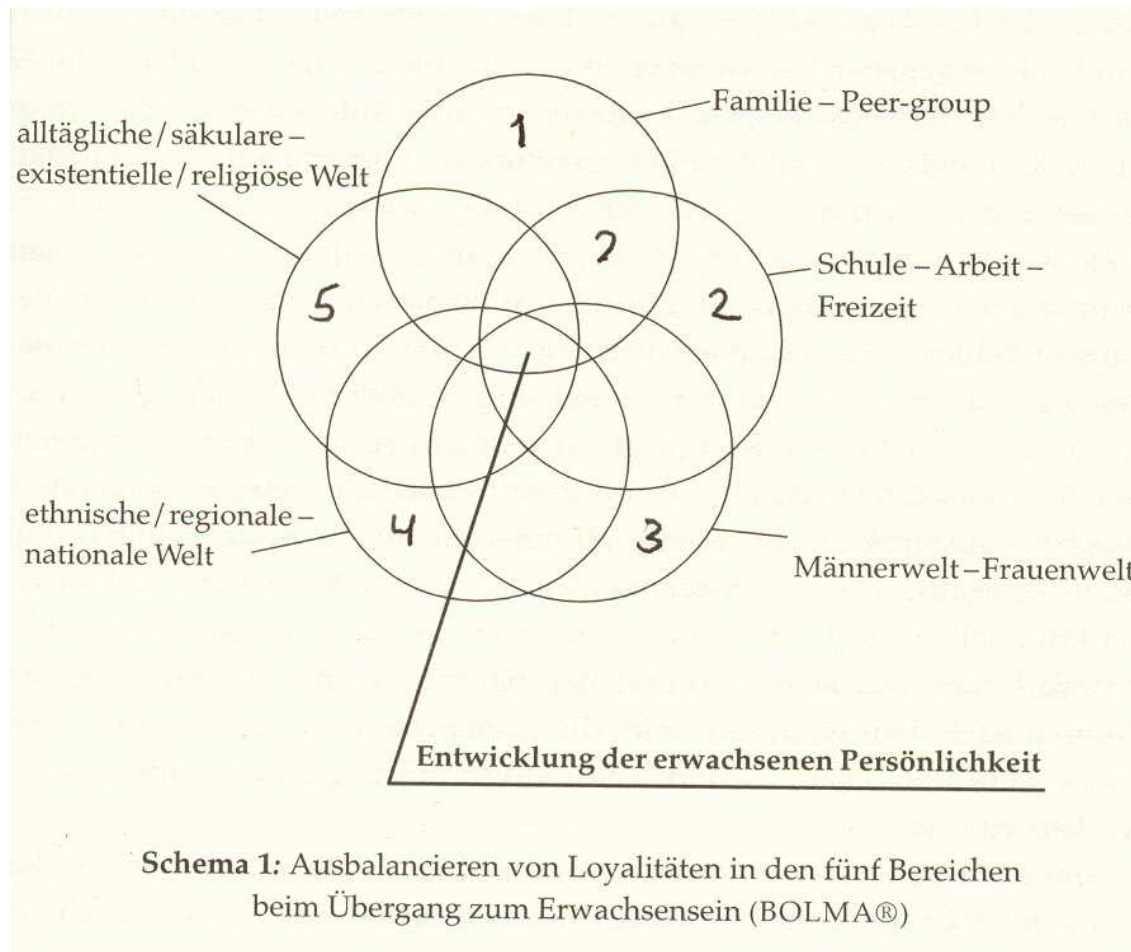 1
Familie – Peer-group
alltägliche / säkulare –
existentielle / religiöse Welt
?
5
2
Schule – Arbeit –
Freizeit
ethnische / regionale –
nationale Welt
4
3
Männerwelt – Frauenwelt
Entwicklung der erwachsenen Persönlichkeit
Schema 1: Ausbalancieren von Loyalitäten in den fünf Bereichen
beim Übergang zum Erwachsensein (BOLMA®)